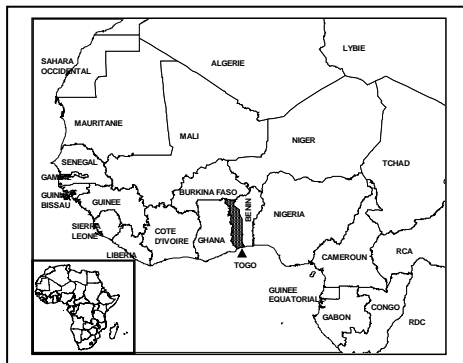 LYBIE
SAHARA
OCCIDENTAL
ALGERIE
MAURITANIE
MALI
NIGER
TCHAD
SENEGAL
GAMBIE
BURKINA FASO
GUINEE
BISSAU
GUINEE
BENIN
NIGERIA
SIERRA
LEONE
COTE
D'IVOIRE
GHANA
LIBERIA
TOGO
CAMEROUN
RCA
GUINEE
EQUATORIAL
GABON
CONGO
RDC